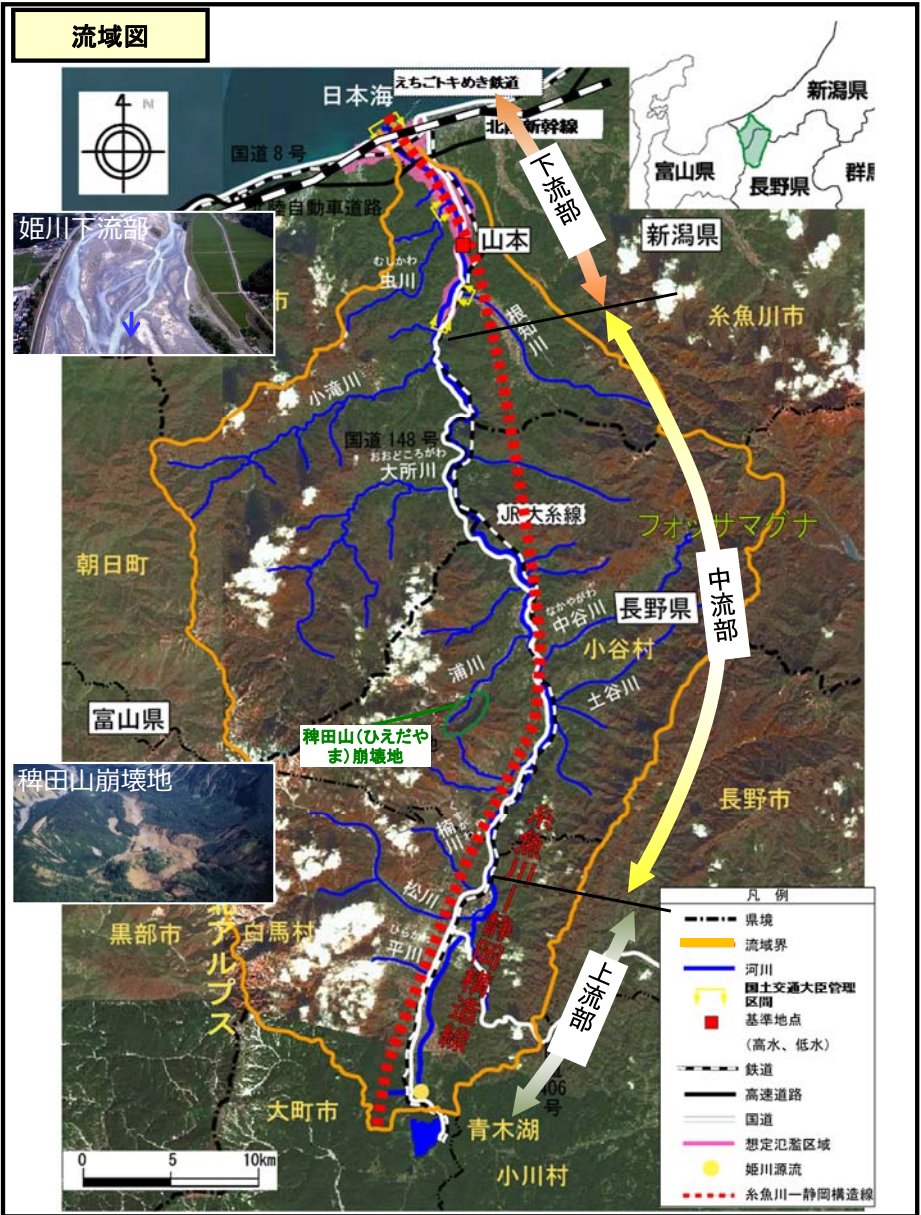 流域図
N
日本海
えちごトキめき鉄道
北陸新幹線
国道8号
北陸自動車道路
新潟県
富山県
長野県
下流部
姫川下流部
山本
新潟県
むしかわ
虫川
市
根知川
糸魚川市
小滝川
国道148号
おおどころがわ
大所川
JR大糸線
フォッサマグナ
朝日町
中流部
なかやがわ
中谷川
長野県
小谷村
浦川
土谷川
富山県
稗田山(ひえだや
ま)崩壊地
稗田山崩壊地
長野市
糸魚川ー静岡構造線
松川
黒部市
白馬村
北アルプス
ひらかわ
平川
上流部
406
号
大町市
青木湖
小川村
0 5 10km
凡例
県境
流域界
河川
国土交通大臣管理
区間
基準地点
(高水、低水)
鉄道
高速道路
国道
想定氾濫区域
姫川源流
糸魚川ー静岡構造線